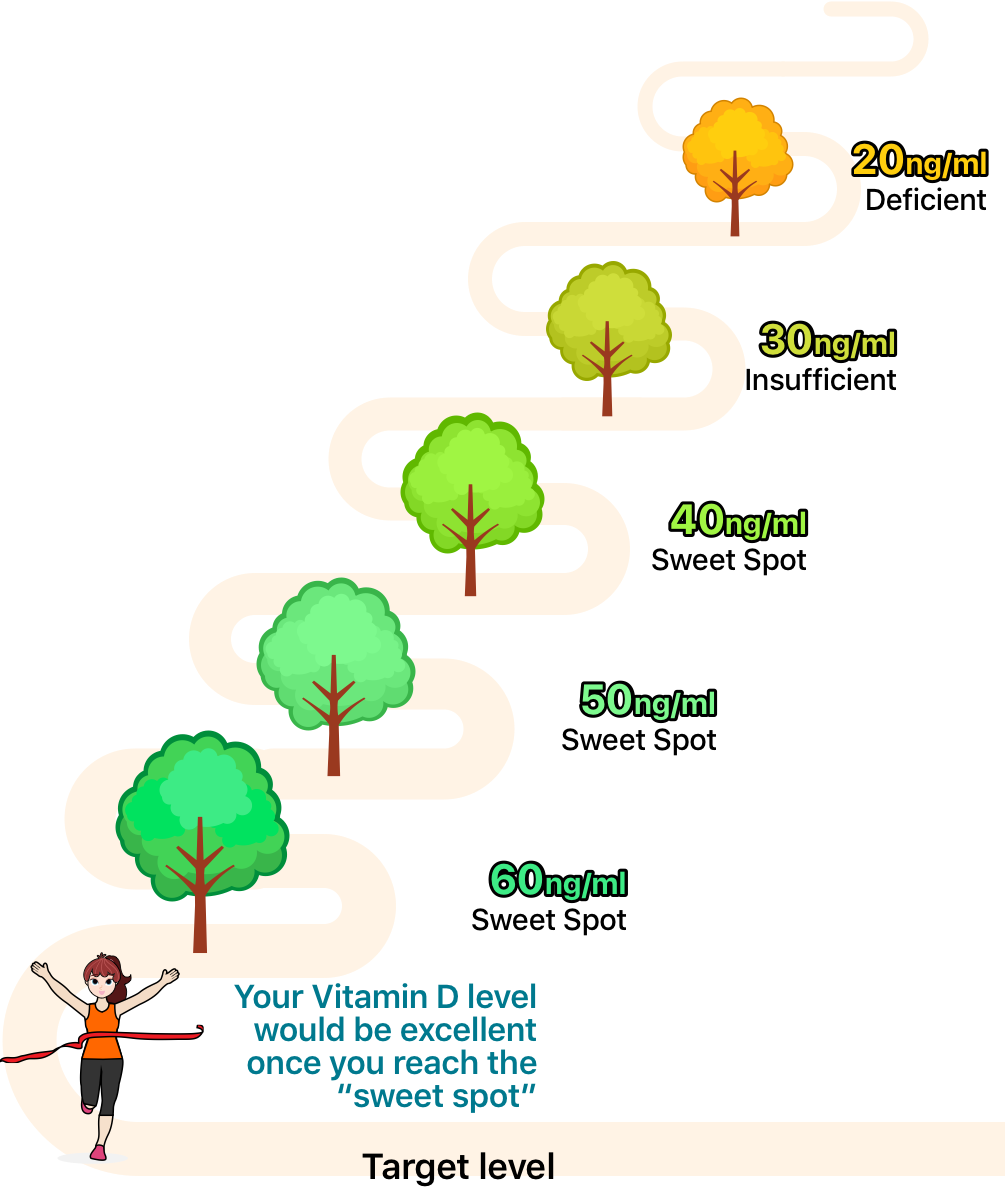 20ng/ml
Deficient
30ng/ml
Insufficient
40ng/ml
Sweet Spot
50ng/ml
Sweet Spot
60ng/ml
Sweet Spot
Your Vitamin D level
would be excellent
once you reach the
“sweet spot”
Target level